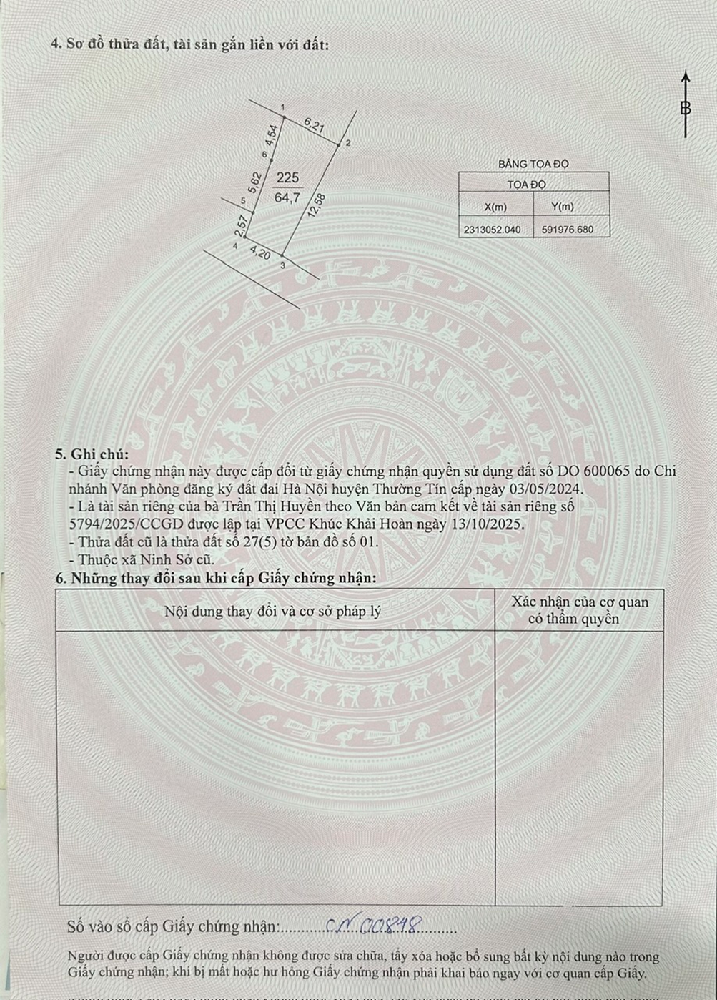 4. Sơ đồ thửa đất, tài sản gắn liền với đất:
B
1
6,21
2
4,54
6
225
64,7
5,62
12,58
5
2,57
4
4,20
3
BẢNG TỌA ĐỘ
TỌA ĐỘ
X(m) Y(m)
2313052.040 591976.680
5. Ghi chú:
- Giấy chứng nhận này được cấp đổi từ giấy chứng nhận quyền sử dụng đất số DO 600065 do Chi
nhánh Văn phòng đăng ký đất đai Hà Nội huyện Thường Tín cấp ngày 03/05/2024.
- Là tài sản riêng của bà Trần Thị Huyền theo Văn bản cam kết về tài sản riêng số
5794/2025/CCGD được lập tại VPCC Khúc Khải Hoàn ngày 13/10/2025.
- Thửa đất cũ là thửa đất số 27(5) tờ bản đồ số 01.
- Thuộc xã Ninh Sở cũ.
6. Những thay đổi sau khi cấp Giấy chứng nhận:
Nội dung thay đổi và cơ sở pháp lý
Xác nhận của cơ quan
có thẩm quyền
Số vào sổ cấp Giấy chứng nhận:...........CN 00848...........
Người được cấp Giấy chứng nhận không được sửa chữa, tẩy xóa hoặc bổ sung bất kỳ nội dung nào trong
Giấy chứng nhận; khi bị mất hoặc hư hỏng Giấy chứng nhận phải khai báo ngay với cơ quan cấp Giấy.